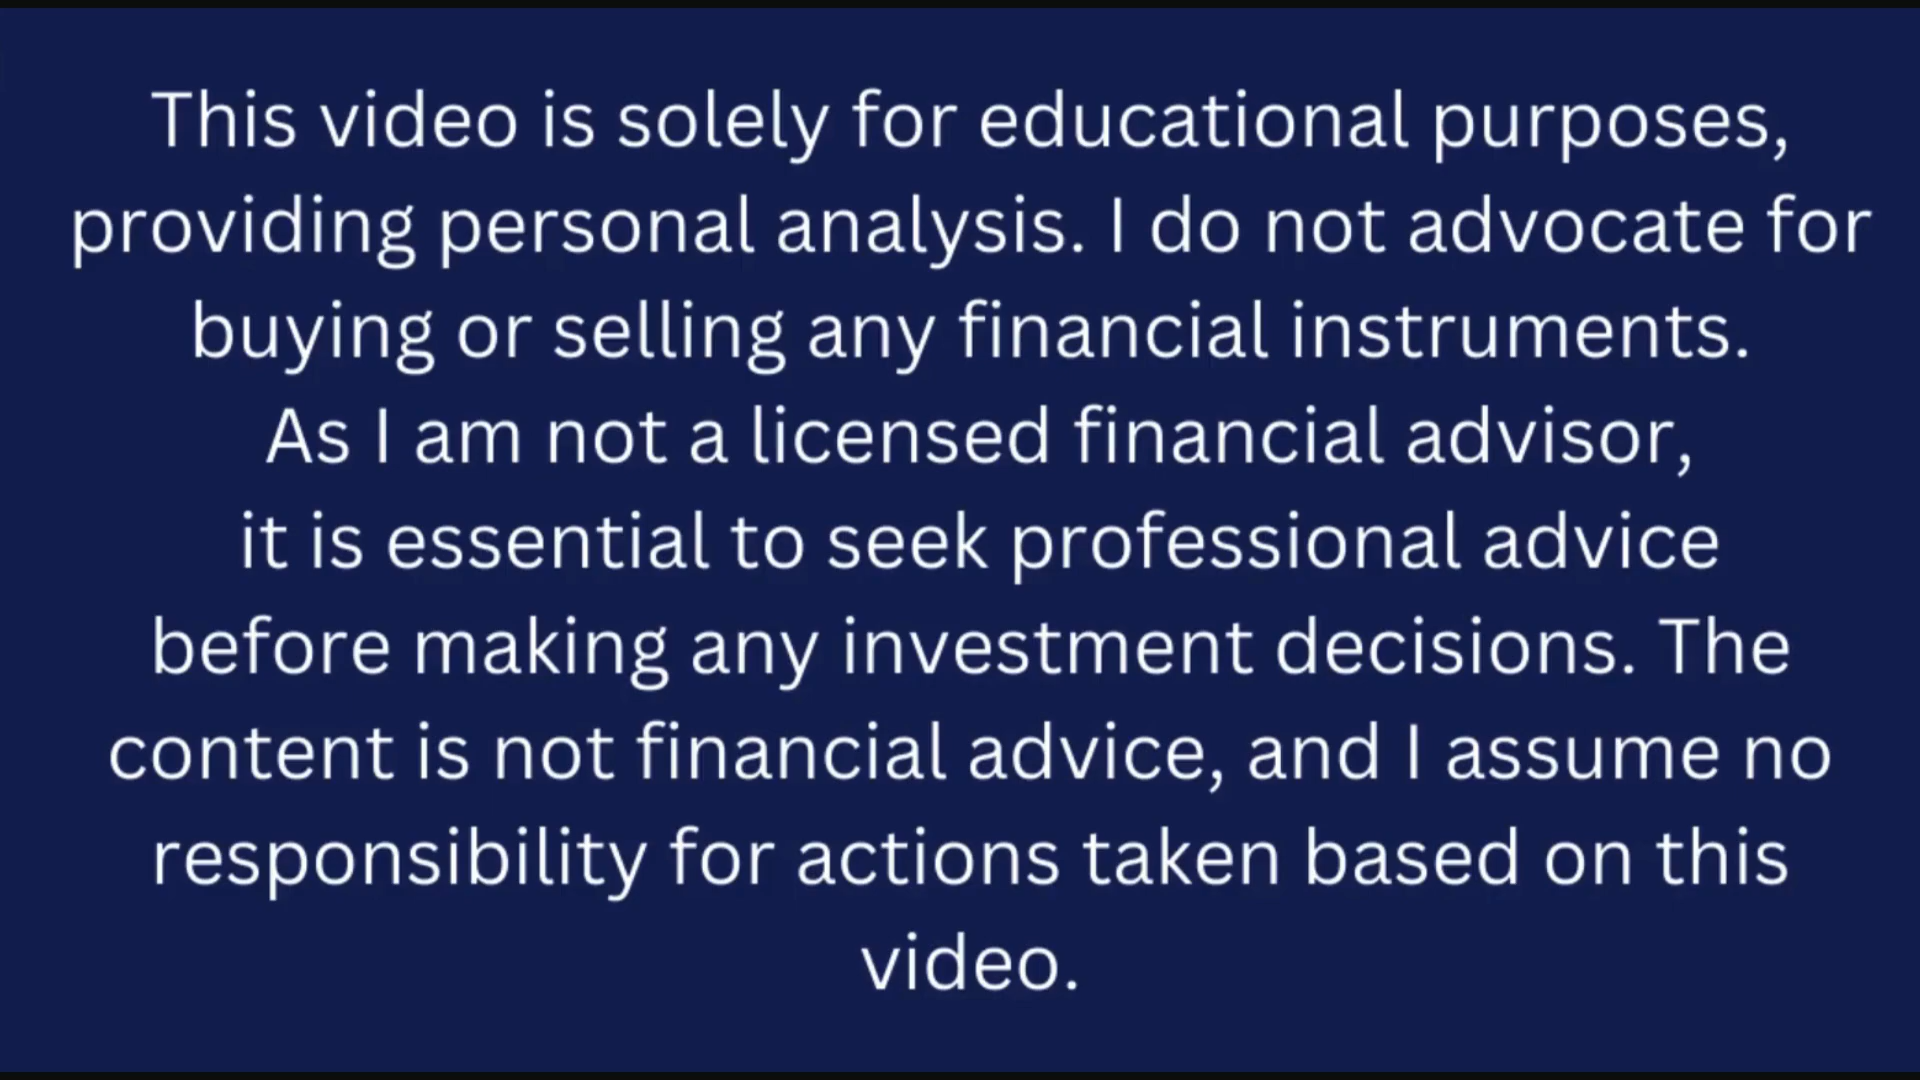 This video is solely for educational purposes,
providing personal analysis. I do not advocate for
buying or selling any financial instruments.
As I am not a licensed financial advisor,
it is essential to seek professional advice
before making any investment decisions. The
content is not financial advice, and I assume no
responsibility for actions taken based on this
video.